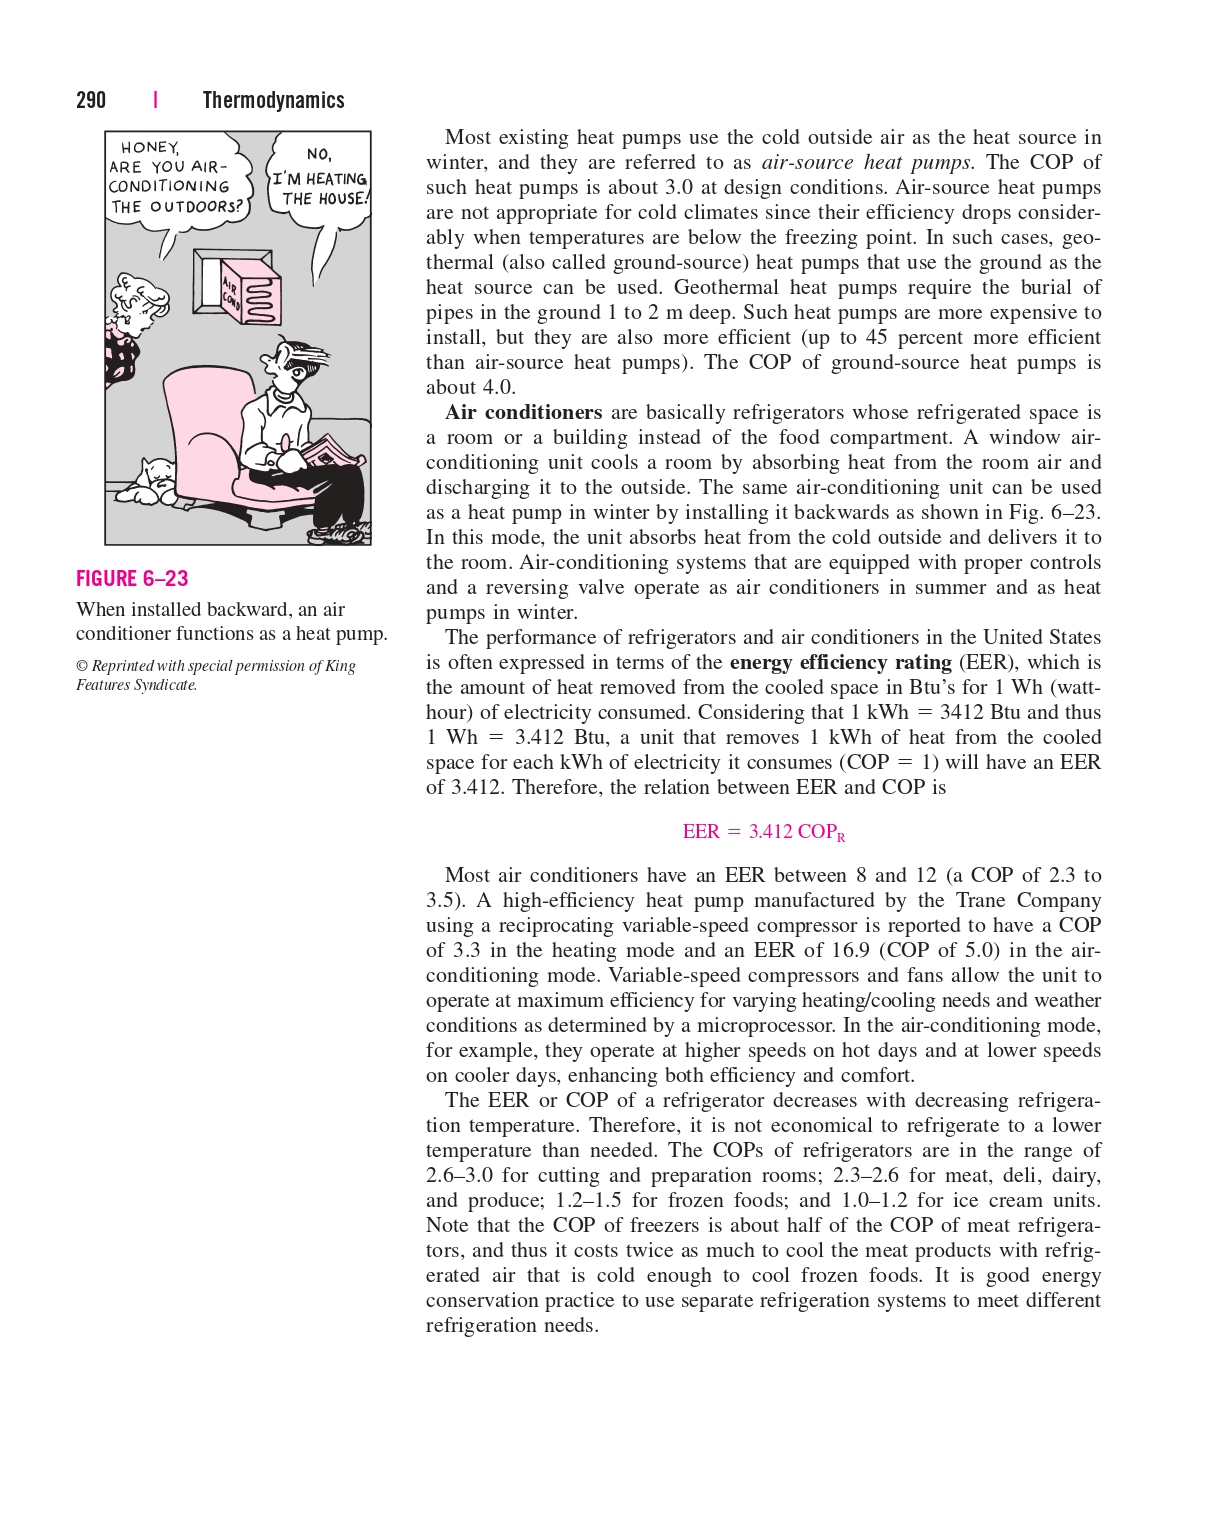 290 | Thermodynamics
HONEY,
ARE YOU AIR-
CONDITIONING
THE OUTDOORS?
NO,
I'M HEATING
THE HOUSE!
AIR
COND
FIGURE 6–23
When installed backward, an air
conditioner functions as a heat pump.
© Reprinted with special permission of King
Features Syndicate.
Most existing heat pumps use the cold outside air as the heat source in
winter, and they are referred to as air-source heat pumps. The COP of
such heat pumps is about 3.0 at design conditions. Air-source heat pumps
are not appropriate for cold climates since their efficiency drops consider-
ably when temperatures are below the freezing point. In such cases, geo-
thermal (also called ground-source) heat pumps that use the ground as the
heat source can be used. Geothermal heat pumps require the burial of
pipes in the ground 1 to 2 m deep. Such heat pumps are more expensive to
install, but they are also more efficient (up to 45 percent more efficient
than air-source heat pumps). The COP of ground-source heat pumps is
about 4.0.
Air conditioners are basically refrigerators whose refrigerated space is
a room or a building instead of the food compartment. A window air-
conditioning unit cools a room by absorbing heat from the room air and
discharging it to the outside. The same air-conditioning unit can be used
as a heat pump in winter by installing it backwards as shown in Fig. 6–23.
In this mode, the unit absorbs heat from the cold outside and delivers it to
the room. Air-conditioning systems that are equipped with proper controls
and a reversing valve operate as air conditioners in summer and as heat
pumps in winter.
The performance of refrigerators and air conditioners in the United States
is often expressed in terms of the energy efficiency rating (EER), which is
the amount of heat removed from the cooled space in Btu's for 1 Wh (watt-
hour) of electricity consumed. Considering that 1 kWh = 3412 Btu and thus
1 Wh = 3.412 Btu, a unit that removes 1 kWh of heat from the cooled
space for each kWh of electricity it consumes (COP = 1) will have an EER
of 3.412. Therefore, the relation between EER and COP is
EER = 3.412 COP_R
Most air conditioners have an EER between 8 and 12 (a COP of 2.3 to
3.5). A high-efficiency heat pump manufactured by the Trane Company
using a reciprocating variable-speed compressor is reported to have a COP
of 3.3 in the heating mode and an EER of 16.9 (COP of 5.0) in the air-
conditioning mode. Variable-speed compressors and fans allow the unit to
operate at maximum efficiency for varying heating/cooling needs and weather
conditions as determined by a microprocessor. In the air-conditioning mode,
for example, they operate at higher speeds on hot days and at lower speeds
on cooler days, enhancing both efficiency and comfort.
The EER or COP of a refrigerator decreases with decreasing refrigera-
tion temperature. Therefore, it is not economical to refrigerate to a lower
temperature than needed. The COPs of refrigerators are in the range of
2.6–3.0 for cutting and preparation rooms; 2.3–2.6 for meat, deli, dairy,
and produce; 1.2–1.5 for frozen foods; and 1.0–1.2 for ice cream units.
Note that the COP of freezers is about half of the COP of meat refrigera-
tors, and thus it costs twice as much to cool the meat products with refrig-
erated air that is cold enough to cool frozen foods. It is good energy
conservation practice to use separate refrigeration systems to meet different
refrigeration needs.